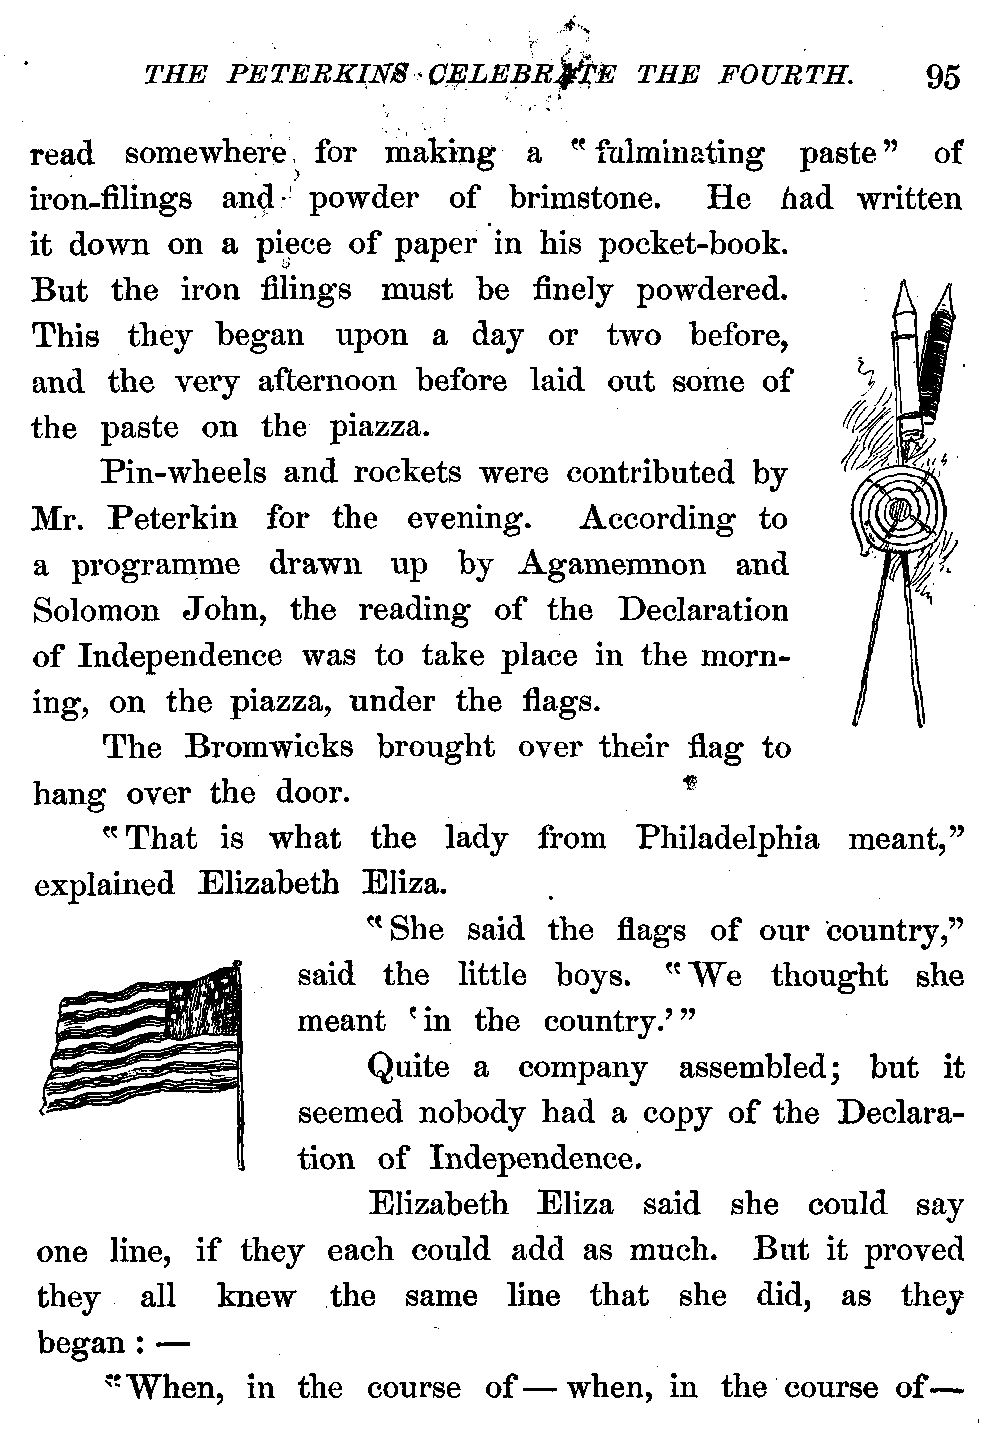 THE PETERKINS CELEBRATE THE FOURTH. 95
read somewhere, for making a "fulminating paste" of
iron-filings and powder of brimstone. He had written
it down on a piece of paper in his pocket-book.
But the iron filings must be finely powdered.
This they began upon a day or two before,
and the very afternoon before laid out some of
the paste on the piazza.
Pin-wheels and rockets were contributed by
Mr. Peterkin for the evening. According to
a programme drawn up by Agamemnon and
Solomon John, the reading of the Declaration
of Independence was to take place in the morn-
ing, on the piazza, under the flags.
The Bromwicks brought over their flag to
hang over the door.
"That is what the lady from Philadelphia meant,"
explained Elizabeth Eliza.
"She said the flags of our country,"
said the little boys. "We thought she
meant 'in the country.'"
Quite a company assembled; but it
seemed nobody had a copy of the Declara-
tion of Independence.
Elizabeth Eliza said she could say
one line, if they each could add as much. But it proved
they all knew the same line that she did, as they
began : —
"When, in the course of — when, in the course of —